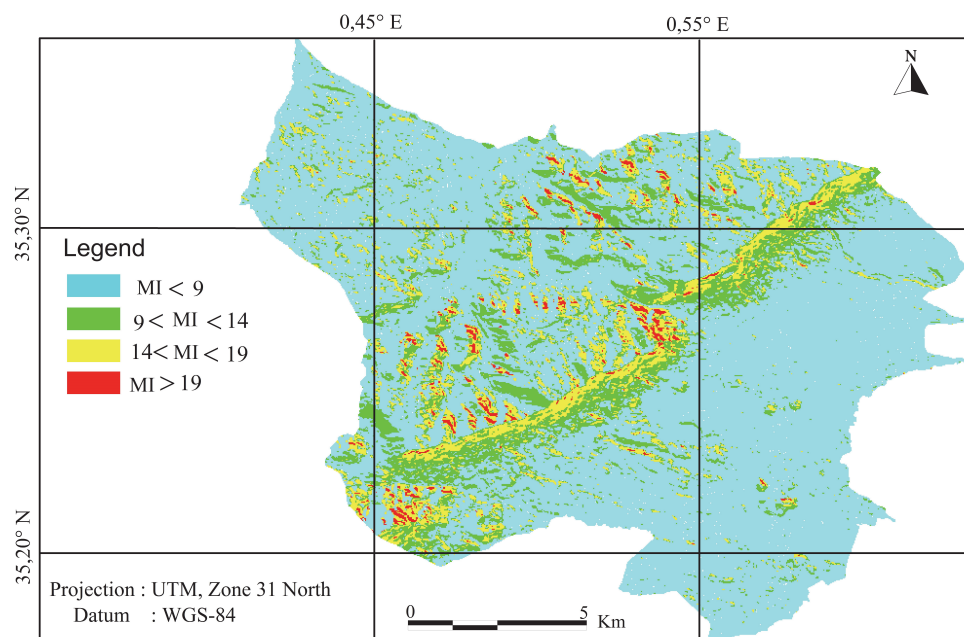 0,45° E
0,55° E
N
35,30° N
Legend
MI < 9
9< MI <14
14< MI <19
MI >19
35,20° N
Projection : UTM, Zone 31 North
Datum : WGS-84
0 5
Km